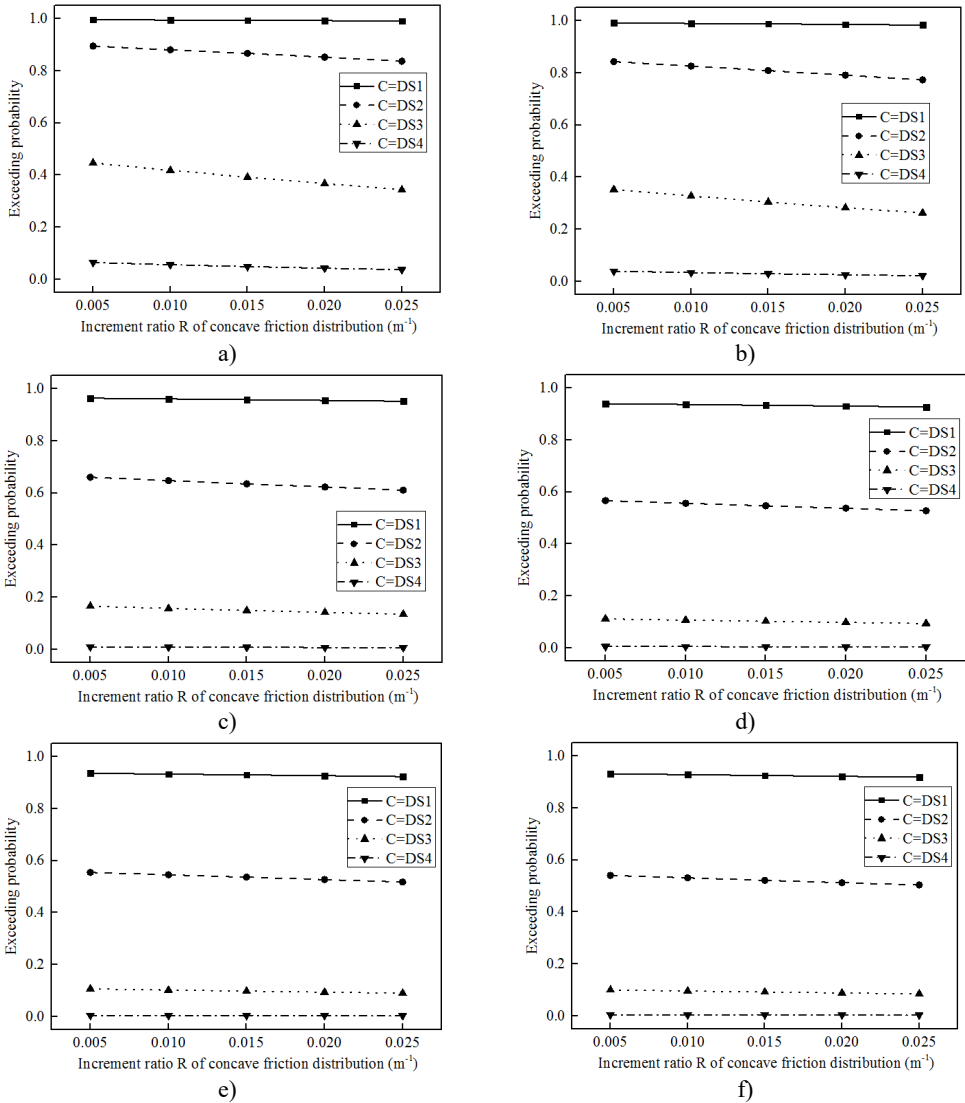 1.0
0.8
0.6
0.4
0.2
0.0
Exceeding probability
C=DS1
C=DS2
C=DS3
C=DS4
0.005 0.010 0.015 0.020 0.025
Increment ratio R of concave friction distribution (m⁻¹)
a)
1.0
0.8
0.6
0.4
0.2
0.0
Exceeding probability
C=DS1
C=DS2
C=DS3
C=DS4
0.005 0.010 0.015 0.020 0.025
Increment ratio R of concave friction distribution (m⁻¹)
b)
1.0
0.8
0.6
0.4
0.2
0.0
Exceeding probability
C=DS1
C=DS2
C=DS3
C=DS4
0.005 0.010 0.015 0.020 0.025
Increment ratio R of concave friction distribution (m⁻¹)
c)
1.0
0.8
0.6
0.4
0.2
0.0
Exceeding probability
C=DS1
C=DS2
C=DS3
C=DS4
0.005 0.010 0.015 0.020 0.025
Increment ratio R of concave friction distribution (m⁻¹)
d)
1.0
0.8
0.6
0.4
0.2
0.0
Exceeding probability
C=DS1
C=DS2
C=DS3
C=DS4
0.005 0.010 0.015 0.020 0.025
Increment ratio R of concave friction distribution (m⁻¹)
e)
1.0
0.8
0.6
0.4
0.2
0.0
Exceeding probability
C=DS1
C=DS2
C=DS3
C=DS4
0.005 0.010 0.015 0.020 0.025
Increment ratio R of concave friction distribution (m⁻¹)
f)